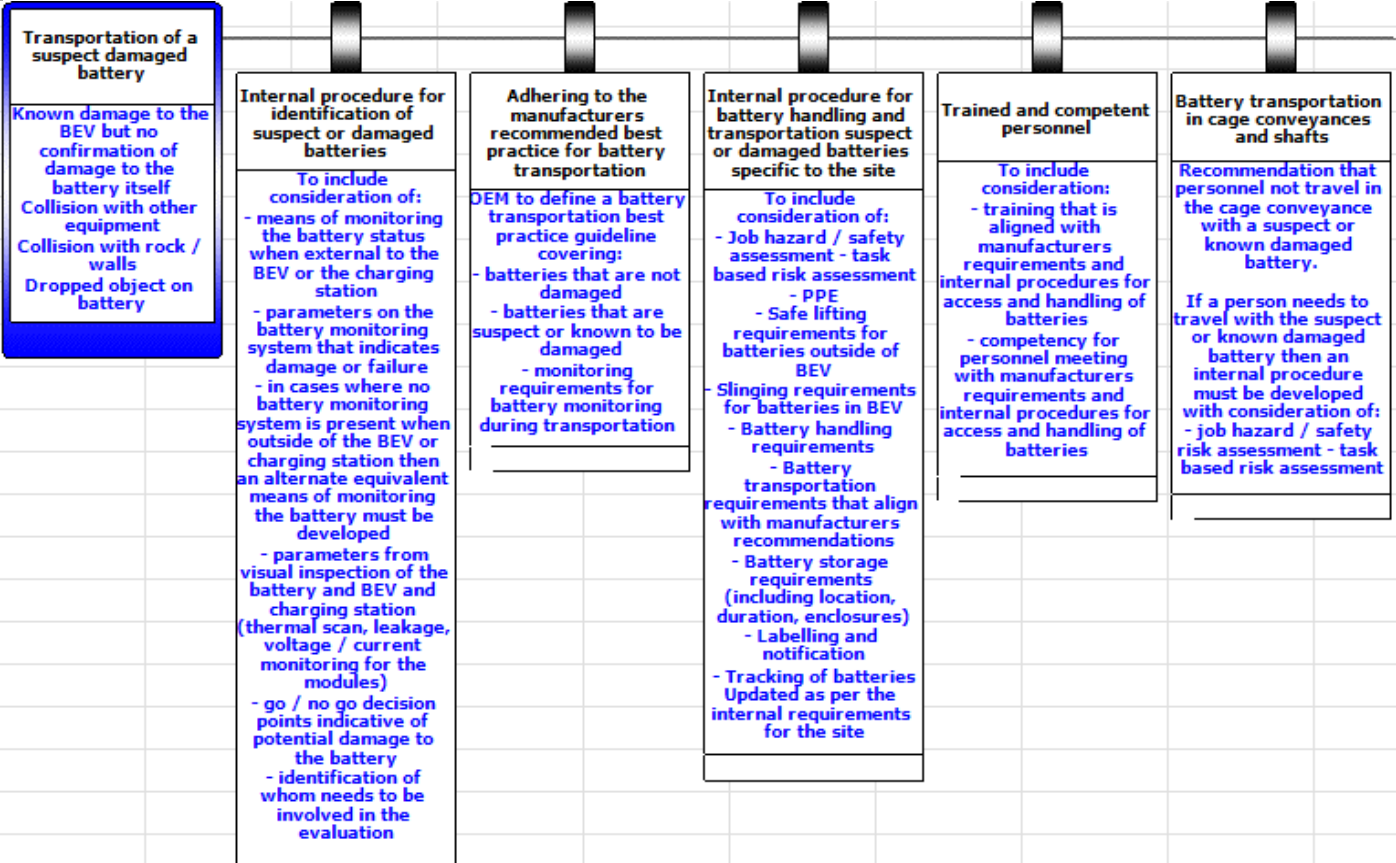 Transportation of a
suspect damaged
battery
Known damage to the
BEV but no
confirmation of
damage to the
battery itself
Collision with other
equipment
Collision with rock /
walls
Dropped object on
battery
Internal procedure for
identification of
suspect or damaged
batteries
To include
consideration of:
- means of monitoring
the battery status
when external to the
BEV or the charging
station
- parameters on the
battery monitoring
system that indicates
damage or failure
- in cases where no
battery monitoring
system is present when
outside of the BEV or
charging station then
an alternate equivalent
means of monitoring
the battery must be
developed
- parameters from
visual inspection of the
battery and BEV and
charging station
(thermal scan, leakage,
voltage / current
monitoring for the
modules)
- go / no go decision
points indicative of
potential damage to
the battery
- identification of
whom needs to be
involved in the
evaluation
Adhering to the
manufacturers
recommended best
practice for battery
transportation
OEM to define a battery
transportation best
practice guideline
covering:
- batteries that are not
damaged
- batteries that are
suspect or known to be
damaged
- monitoring
requirements for
battery monitoring
during transportation
Internal procedure for
battery handling and
transportation suspect
or damaged batteries
specific to the site
To include
consideration of:
- Job hazard / safety
assessment - task
based risk assessment
- PPE
- Safe lifting
requirements for
batteries outside of
BEV
- Slinging requirements
for batteries in BEV
- Battery handling
requirements
- Battery
transportation
requirements that align
with manufacturers
recommendations
- Battery storage
requirements
(including location,
duration, enclosures)
- Labelling and
notification
- Tracking of batteries
Updated as per the
internal requirements
for the site
Trained and competent
personnel
To include
consideration:
- training that is
aligned with
manufacturers
requirements and
internal procedures for
access and handling of
batteries
- competency for
personnel meeting
with manufacturers
requirements and
internal procedures for
access and handling of
batteries
Battery transportation
in cage conveyances
and shafts
Recommendation that
personnel not travel in
the cage conveyance
with a suspect or
known damaged
battery.
If a person needs to
travel with the suspect
or known damaged
battery then an
internal procedure
must be developed
with consideration of:
- job hazard / safety
risk assessment - task
based risk assessment